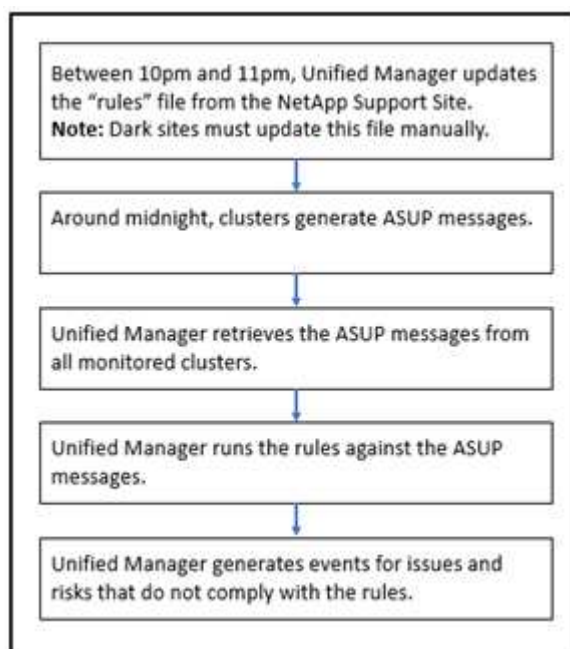 Between 10pm and 11pm, Unified Manager updates
the “rules” file from the NetApp Support Site.
Note: Dark sites must update this file manually.
Around midnight, clusters generate ASUP messages.
Unified Manager retrieves the ASUP messages from
all monitored clusters.
Unified Manager runs the rules against the ASUP
messages.
Unified Manager generates events for issues and
risks that do not comply with the rules.